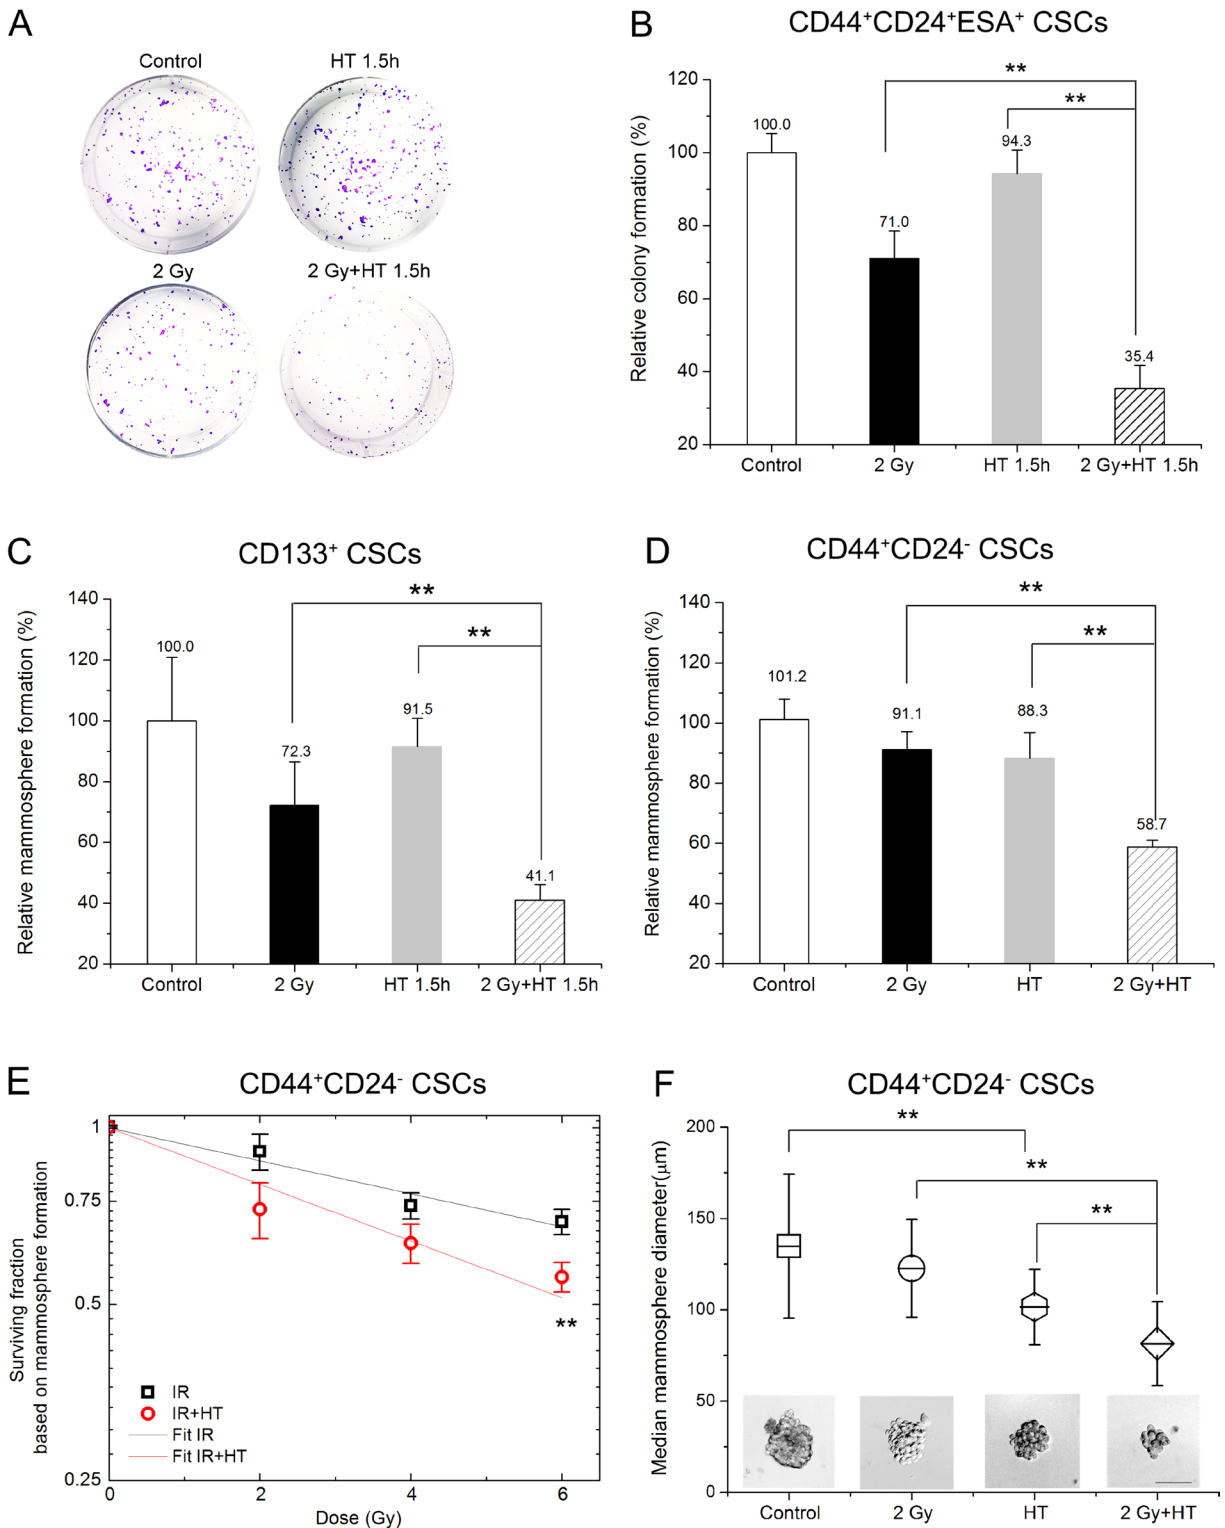 A
Control
HT 1.5h
2 Gy
2 Gy+HT 1.5h
B
CD44⁺CD24⁺ESA⁺ CSCs
Relative colony formation (%)
120
100
80
60
40
20
**
**
100.0
71.0
94.3
35.4
Control
2 Gy
HT 1.5h
2 Gy+HT 1.5h
C
CD133⁺ CSCs
Relative mammosphere formation (%)
140
120
100
80
60
40
20
**
**
100.0
72.3
91.5
41.1
Control
2 Gy
HT 1.5h
2 Gy+HT 1.5h
D
CD44⁺CD24⁻ CSCs
Relative mammosphere formation (%)
140
120
100
80
60
40
20
**
**
101.2
91.1
88.3
58.7
Control
2 Gy
HT
2 Gy+HT
E
CD44⁺CD24⁻ CSCs
Surviving fraction
based on mammosphere formation
1
0.75
0.5
0.25
**
IR
IR+HT
Fit IR
Fit IR+HT
0
2
4
6
Dose (Gy)
F
CD44⁺CD24⁻ CSCs
Median mammosphere diameter(μm)
200
150
100
50
0
**
**
**
Control
2 Gy
HT
2 Gy+HT